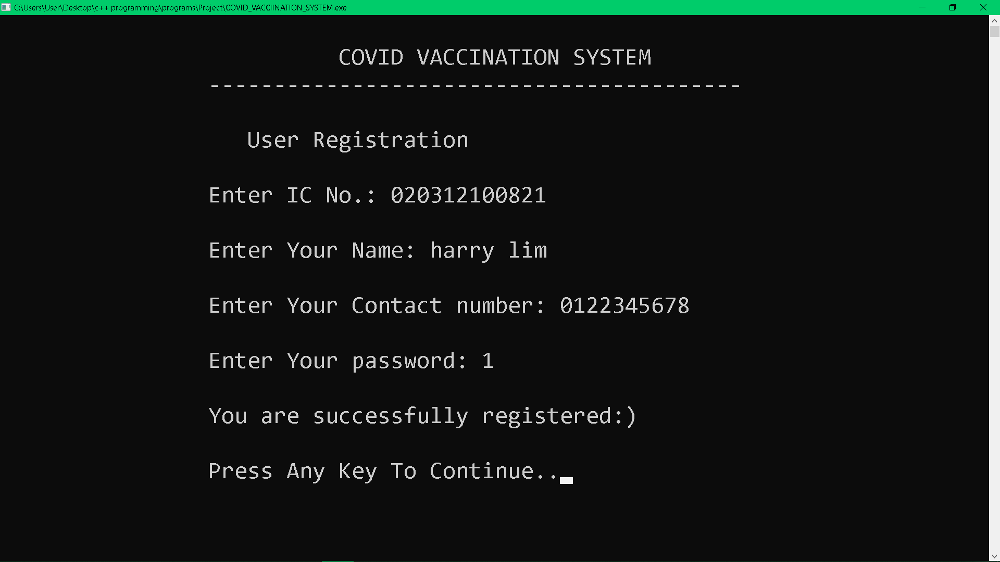 C:\Users\User\Desktop\c++ programming\programs\Project\COVID_VACCIINATION_SYSTEM.exe
COVID VACCINATION SYSTEM
-----------------------------------------
User Registration
Enter IC No.: 020312100821
Enter Your Name: harry lim
Enter Your Contact number: 0122345678
Enter Your password: 1
You are successfully registered:)
Press Any Key To Continue..